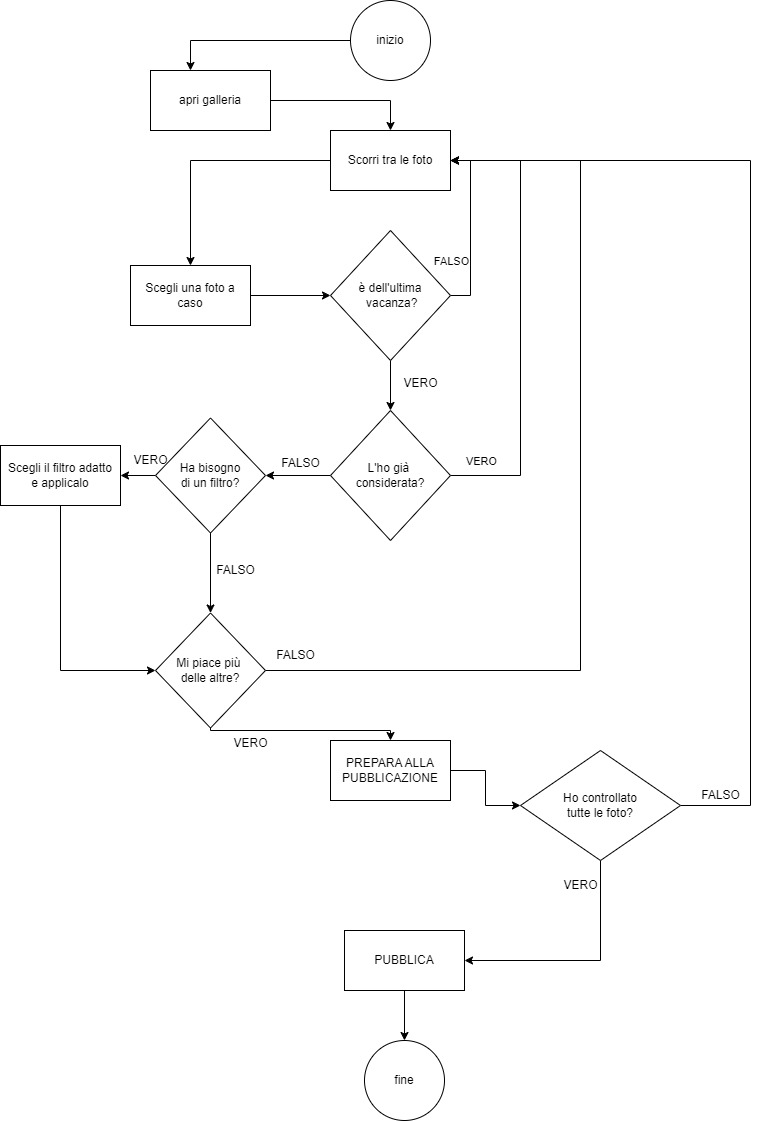 inizio
apri galleria
Scorri tra le foto
FALSO
Scegli una foto a
caso
è dell'ultima
vacanza?
VERO
VERO
Ha bisogno
di un filtro?
FALSO
L'ho già
considerata?
VERO
Scegli il filtro adatto
e applicalo
FALSO
Mi piace più
delle altre?
FALSO
VERO
PREPARA ALLA
PUBBLICAZIONE
Ho controllato
tutte le foto?
FALSO
VERO
PUBBLICA
fine